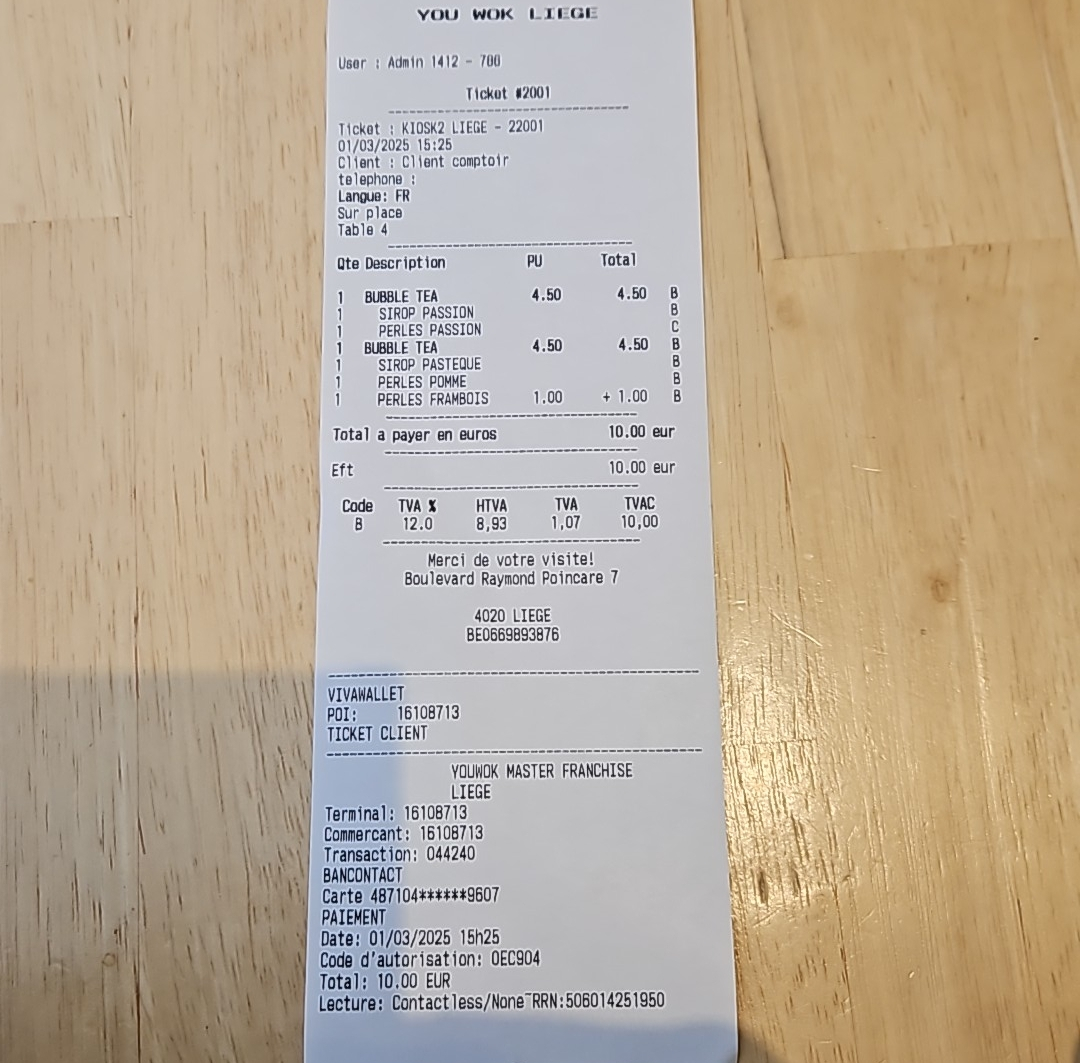 YOU WOK LIEGE
User : Admin 1412 - 700
Ticket #2001
Ticket : KIOSK2 LIEGE - 22001
01/03/2025 15:25
Client : Client comptoir
telephone :
Langue: FR
Sur place
Table 4
Qte Description PU Total
1 BUBBLE TEA 4.50 4.50 B
1 SIROP PASSION B
1 PERLES PASSION C
1 BUBBLE TEA 4.50 4.50 B
1 SIROP PASTEQUE B
1 PERLES POMME B
1 PERLES FRAMBOIS 1.00 + 1.00 B
Total a payer en euros 10.00 eur
Eft 10.00 eur
Code TVA % HTVA TVA TVAC
B 12.0 8,93 1,07 10,00
Merci de votre visite!
Boulevard Raymond Poincare 7
4020 LIEGE
BE0669893876
VIVAWALLET
POI: 16108713
TICKET CLIENT
YOUWOK MASTER FRANCHISE
LIEGE
Terminal: 16108713
Commercant: 16108713
Transaction: 044240
BANCONTACT
Carte 487104******9607
PAIEMENT
Date: 01/03/2025 15h25
Code d'autorisation: 0EC904
Total: 10.00 EUR
Lecture: Contactless/None~RRN:506014251950